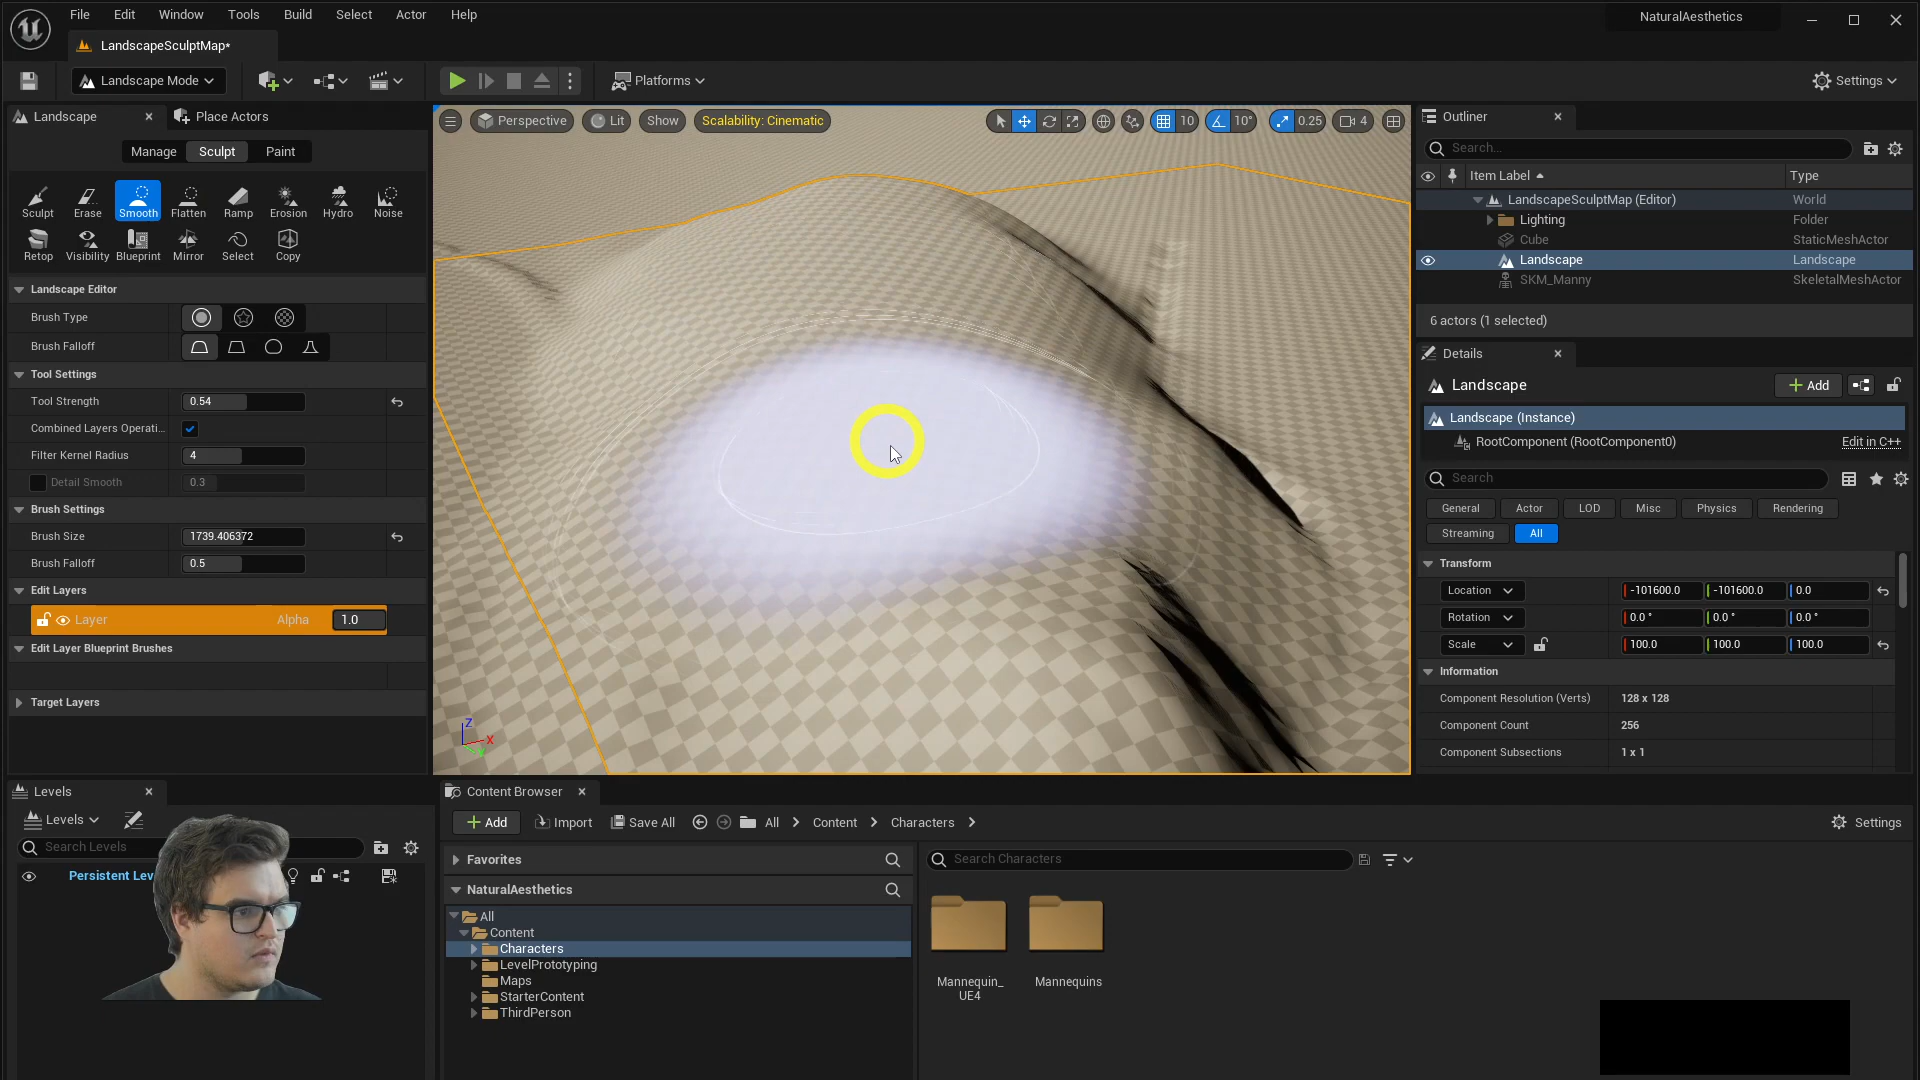 File Edit Window Tools Build Select Actor Help
NaturalAesthetics
LandscapeSculptMap*
Landscape Mode
Platforms
Settings
Landscape
Place Actors
Manage Sculpt Paint
Sculpt Erase Smooth Flatten Ramp Erosion Hydro Noise
Retop Visibility Blueprint Mirror Select Copy
Landscape Editor
Brush Type
Brush Falloff
Tool Settings
Tool Strength 0.54
Combined Layers Operati...
Filter Kernel Radius 4
Detail Smooth 0.3
Brush Settings
Brush Size 1739.406372
Brush Falloff 0.5
Edit Layers
Layer Alpha 1.0
Edit Layer Blueprint Brushes
Target Layers
Perspective Lit Show Scalability: Cinematic
10 10° 0.25 4
Z
X
Outliner
Search...
Item Label Type
LandscapeSculptMap (Editor) World
Lighting Folder
Cube StaticMeshActor
Landscape Landscape
SKM_Manny SkeletalMeshActor
6 actors (1 selected)
Details
Landscape
Add
Landscape (Instance)
RootComponent (RootComponent0) Edit in C++
Search
General Actor LOD Misc Physics Rendering
Streaming All
Transform
Location -101600.0 -101600.0 0.0
Rotation 0.0 ° 0.0 ° 0.0 °
Scale 100.0 100.0 100.0
Information
Component Resolution (Verts) 128 x 128
Component Count 256
Component Subsections 1 x 1
Levels
Levels
Search Levels
Persistent Lev
Content Browser
Add Import Save All All Content Characters
Settings
Favorites
NaturalAesthetics
All
Content
Characters
LevelPrototyping
Maps
StarterContent
ThirdPerson
Search Characters
Mannequin_
UE4
Mannequins